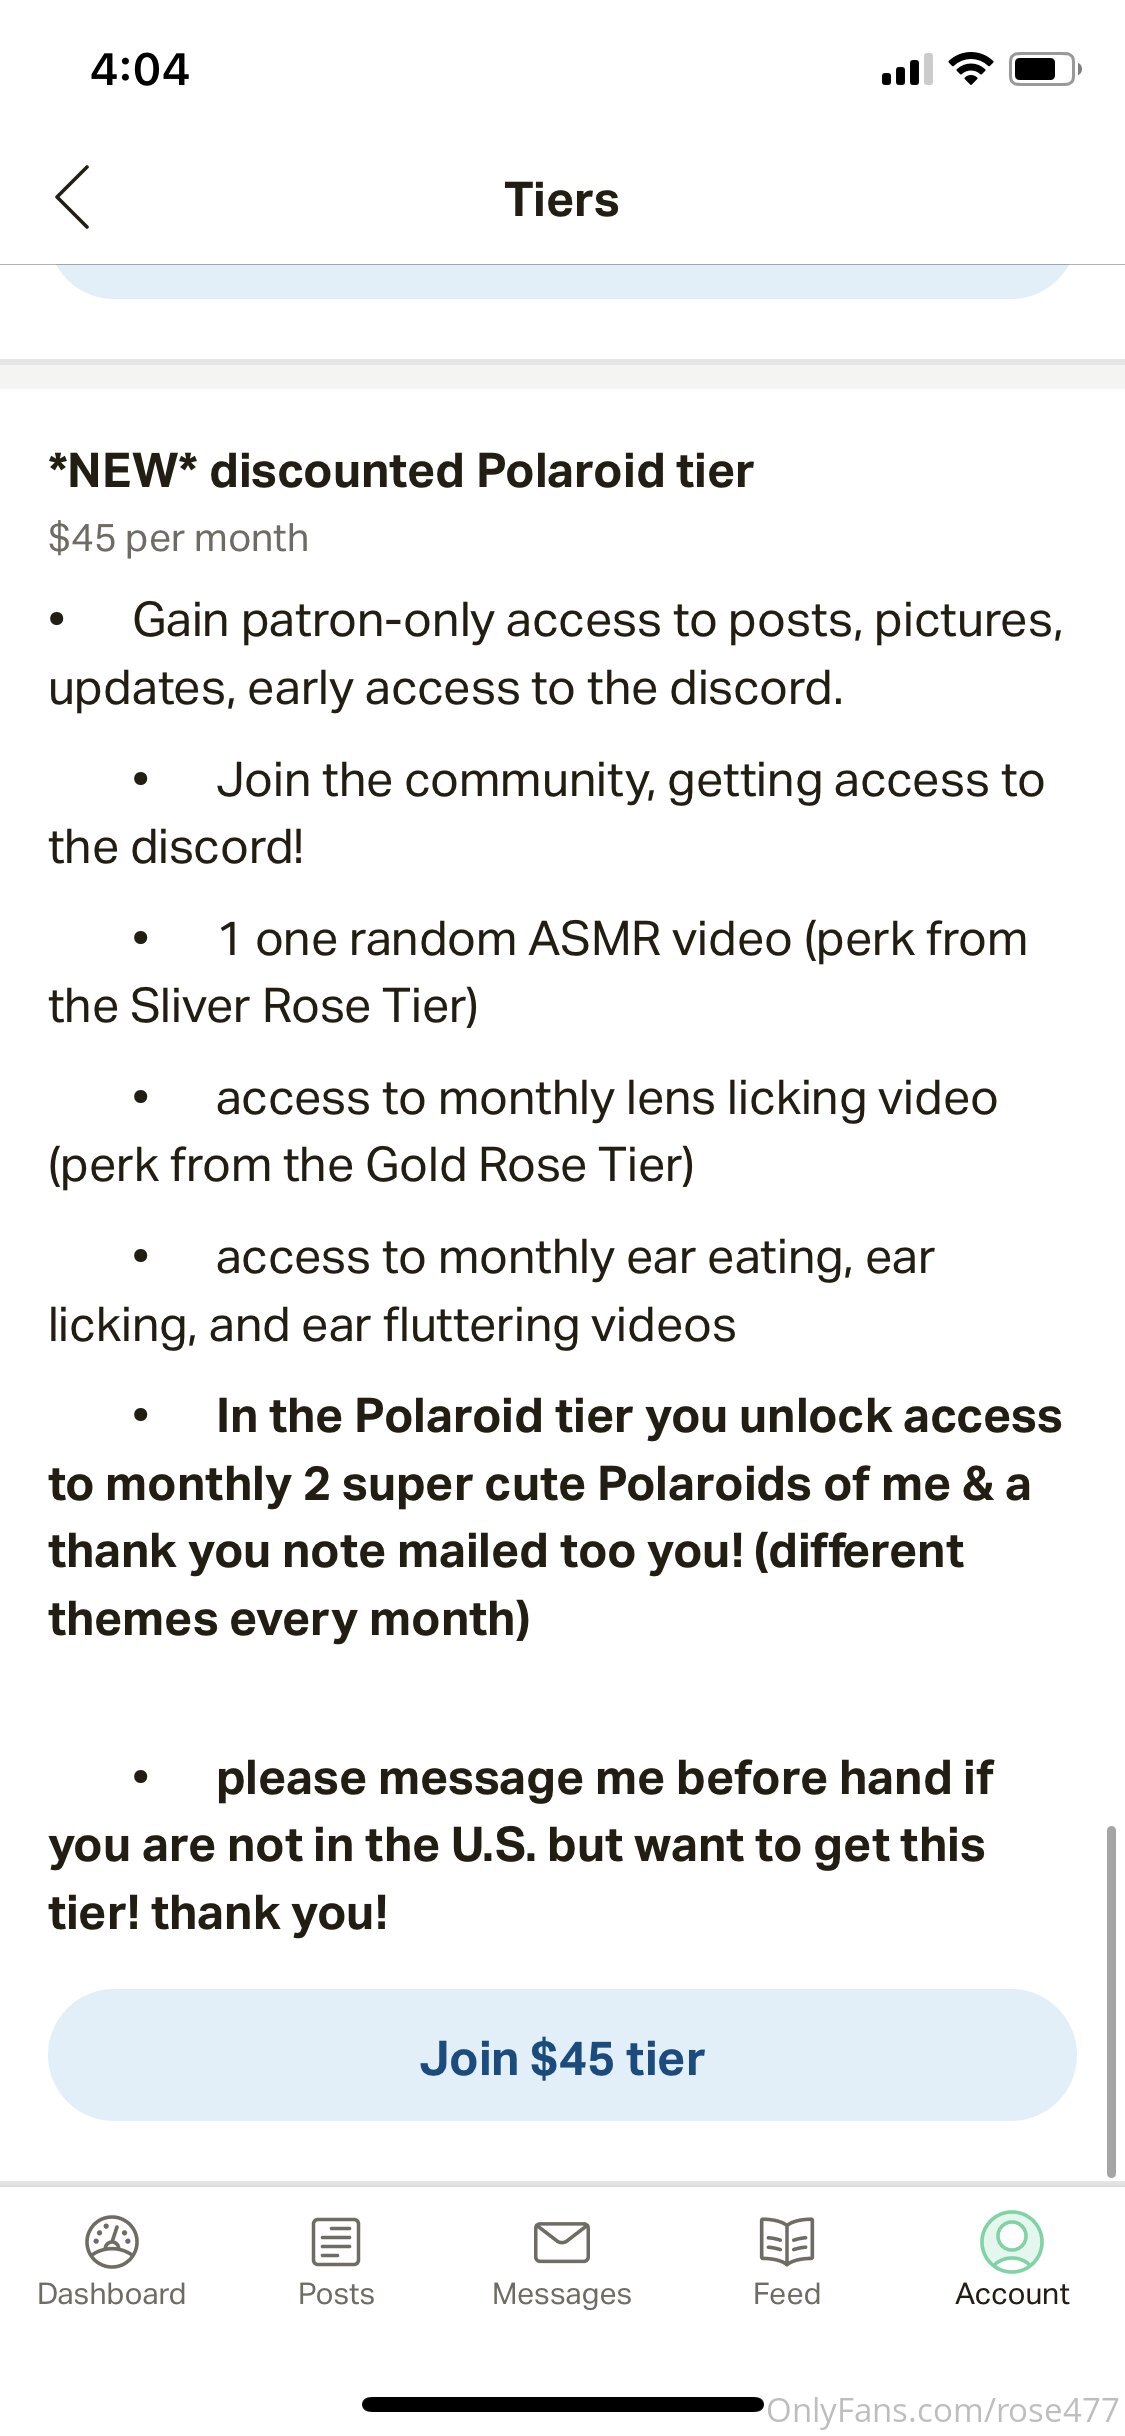 4:04
Tiers
*NEW* discounted Polaroid tier
$45 per month
• Gain patron-only access to posts, pictures,
updates, early access to the discord.
• Join the community, getting access to
the discord!
• 1 one random ASMR video (perk from
the Sliver Rose Tier)
• access to monthly lens licking video
(perk from the Gold Rose Tier)
• access to monthly ear eating, ear
licking, and ear fluttering videos
• In the Polaroid tier you unlock access
to monthly 2 super cute Polaroids of me & a
thank you note mailed too you! (different
themes every month)
• please message me before hand if
you are not in the U.S. but want to get this
tier! thank you!
Join $45 tier
Dashboard Posts Messages Feed Account
OnlyFans.com/rose477